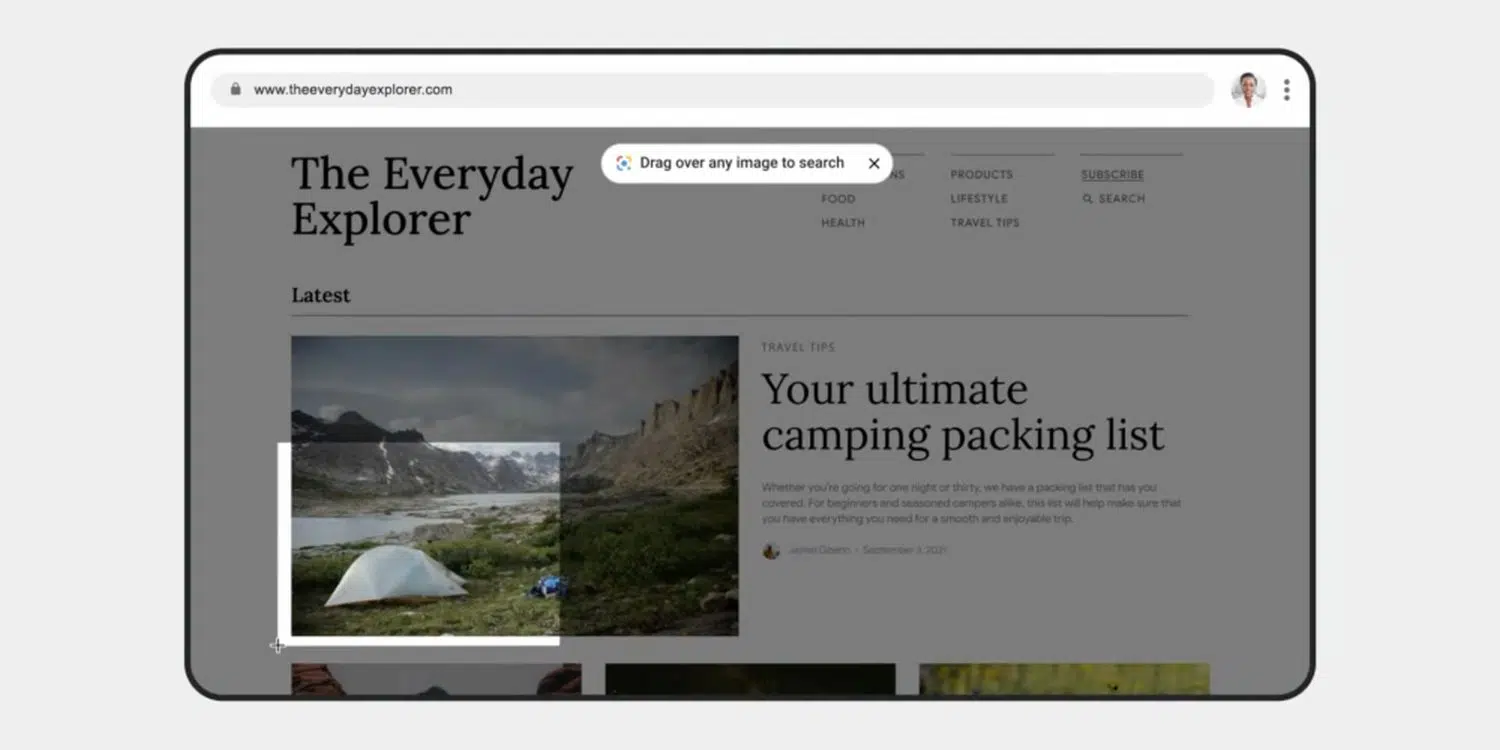 www.theeverydayexplorer.com
Drag over any image to search
The Everyday
Explorer
NS
FOOD
HEALTH
PRODUCTS
LIFESTYLE
TRAVEL TIPS
SUBSCRIBE
SEARCH
Latest
TRAVEL TIPS
Your ultimate
camping packing list
Whether you're going for one night or thirty, we have a packing list that has you
covered. For beginners and seasoned campers alike, this list will help make sure that
you have everything you need for a smooth and enjoyable trip.
September 3, 2021